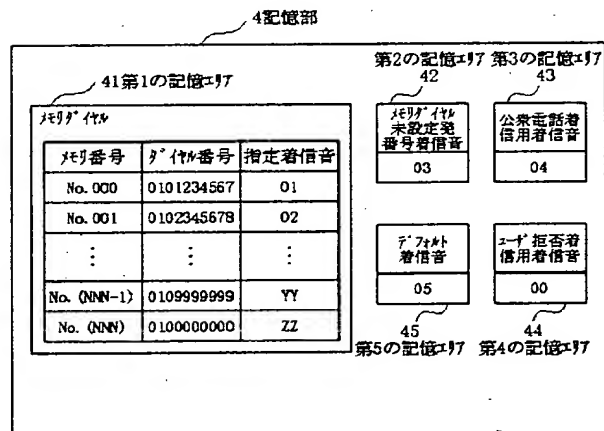 4記憶部
41第1の記憶ｴﾘｱ
ﾒﾓﾘﾀﾞｲﾔﾙ
ﾒﾓﾘ番号 ﾀﾞｲﾔﾙ番号 指定着信音
No.000 0101234567 01
No.001 0102345678 02
⋮ ⋮ ⋮
No.(NNN-1) 0109999999 YY
No.(NNN) 0100000000 ZZ
第2の記憶ｴﾘｱ
42
ﾒﾓﾘﾀﾞｲﾔﾙ
未設定発
番号着信音
03
第3の記憶ｴﾘｱ
43
公衆電話着
信用着信音
04
ﾃﾞﾌｫﾙﾄ
着信音
05
45
第5の記憶ｴﾘｱ
ﾕｰｻﾞ拒否着
信用着信音
00
44
第4の記憶ｴﾘｱ